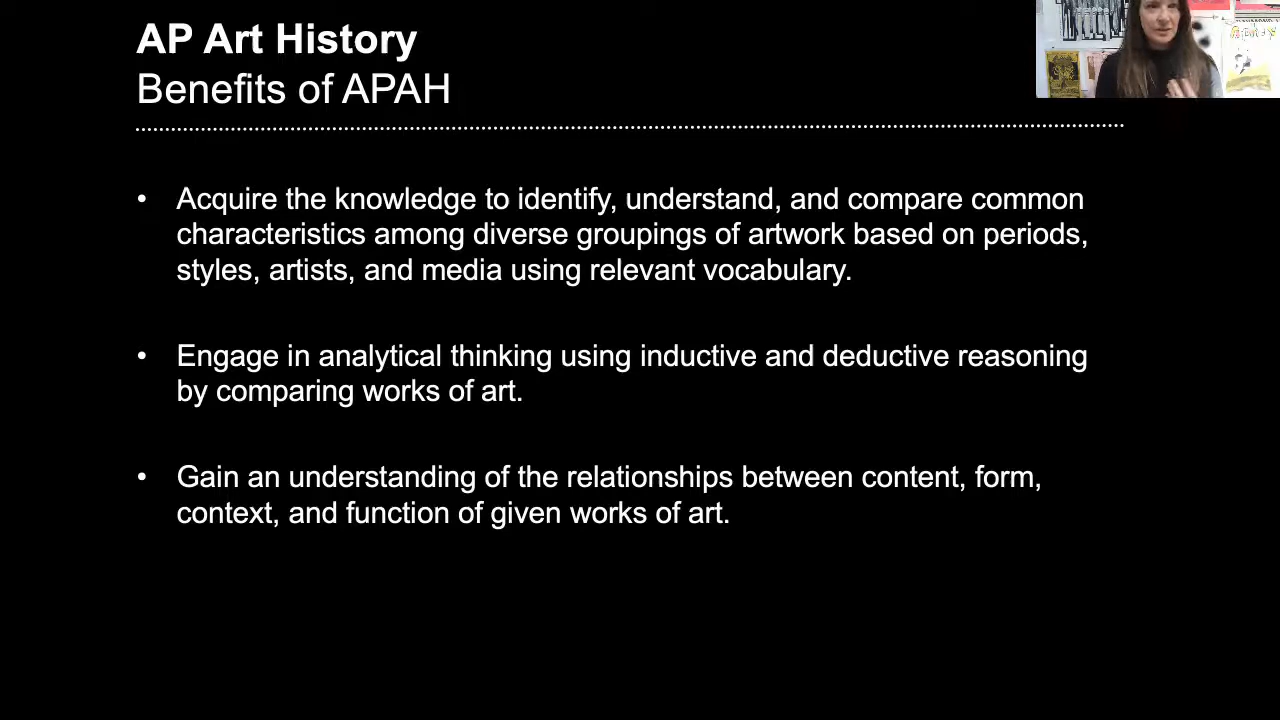 AP Art History
Benefits of APAH
• Acquire the knowledge to identify, understand, and compare common
characteristics among diverse groupings of artwork based on periods,
styles, artists, and media using relevant vocabulary.
• Engage in analytical thinking using inductive and deductive reasoning
by comparing works of art.
• Gain an understanding of the relationships between content, form,
context, and function of given works of art.